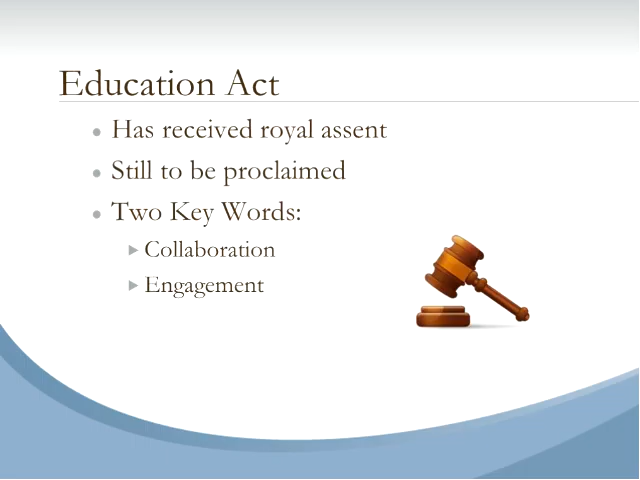 Education Act
Has received royal assent
Still to be proclaimed
Two Key Words:
Collaboration
Engagement